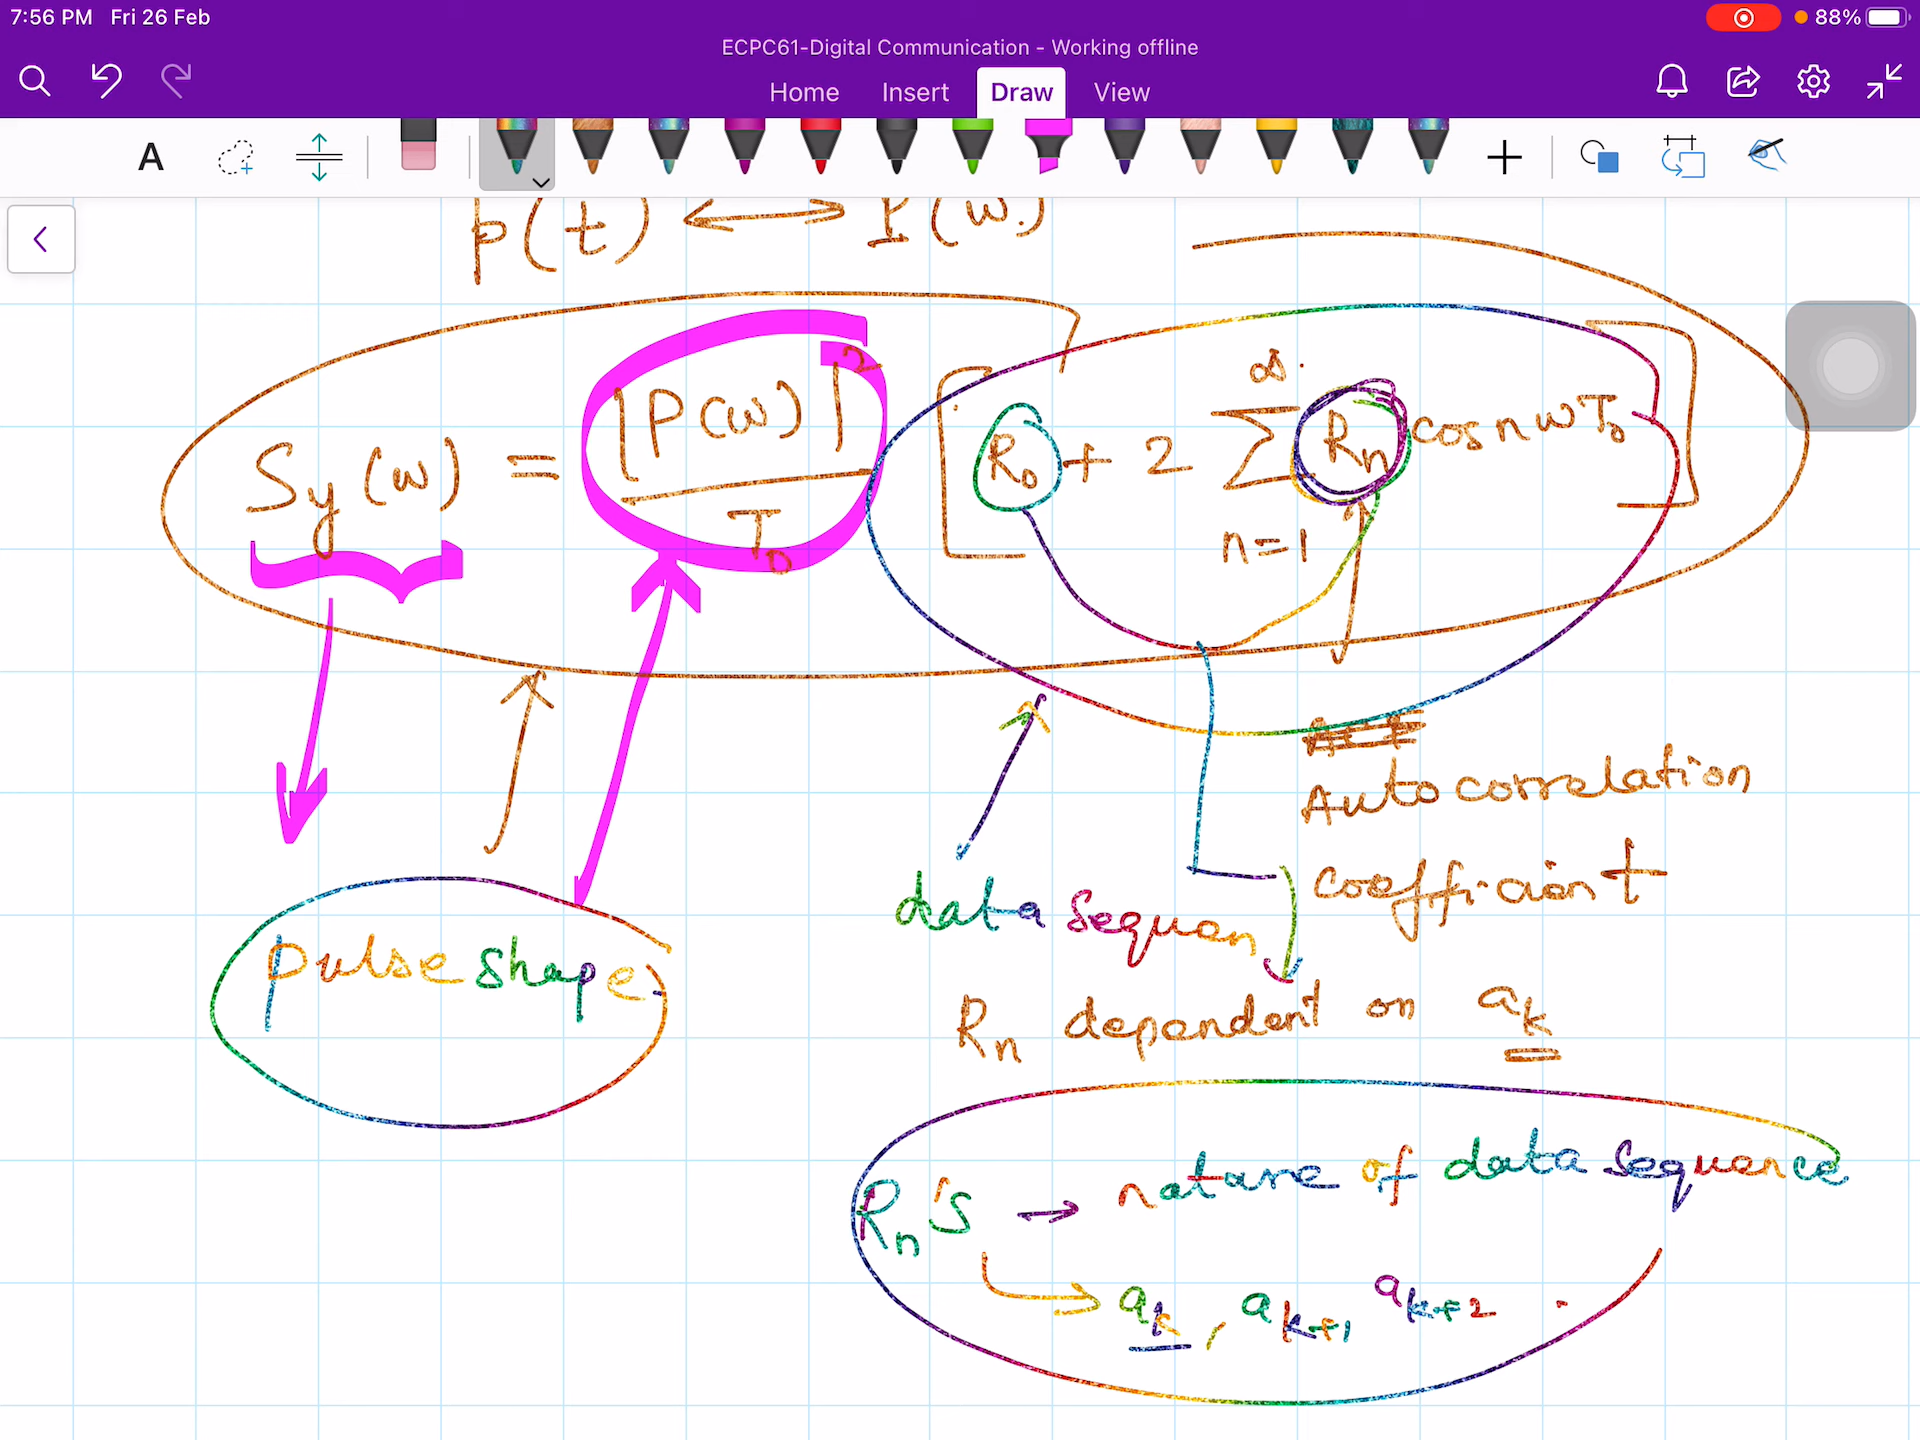 7:56 PM Fri 26 Feb
88%
ECPC61-Digital Communication - Working offline
Home Insert Draw View
A
p(t) ↔ P(w)
Sy(w) = |P(w)|² / T₀ [R₀ + 2 ∑ₙ₌₁^∞ Rₙ cos n w T₀]
Auto correlation
coefficient
data sequen
pulse shape
Rₙ dependent on aₖ
Rₙ's → nature of data sequence
aₖ, aₖ₊₁ aₖ₊₂ .